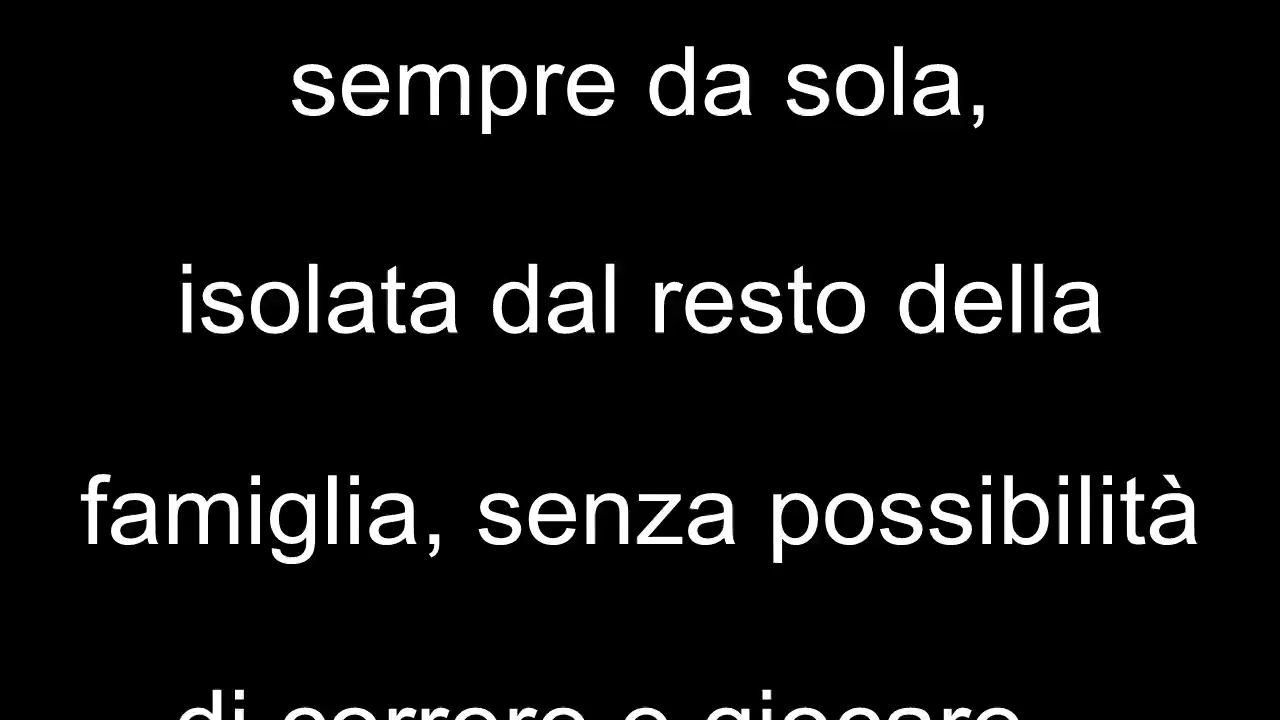 sempre da sola,
isolata dal resto della
famiglia, senza possibilità
di correre e giocare